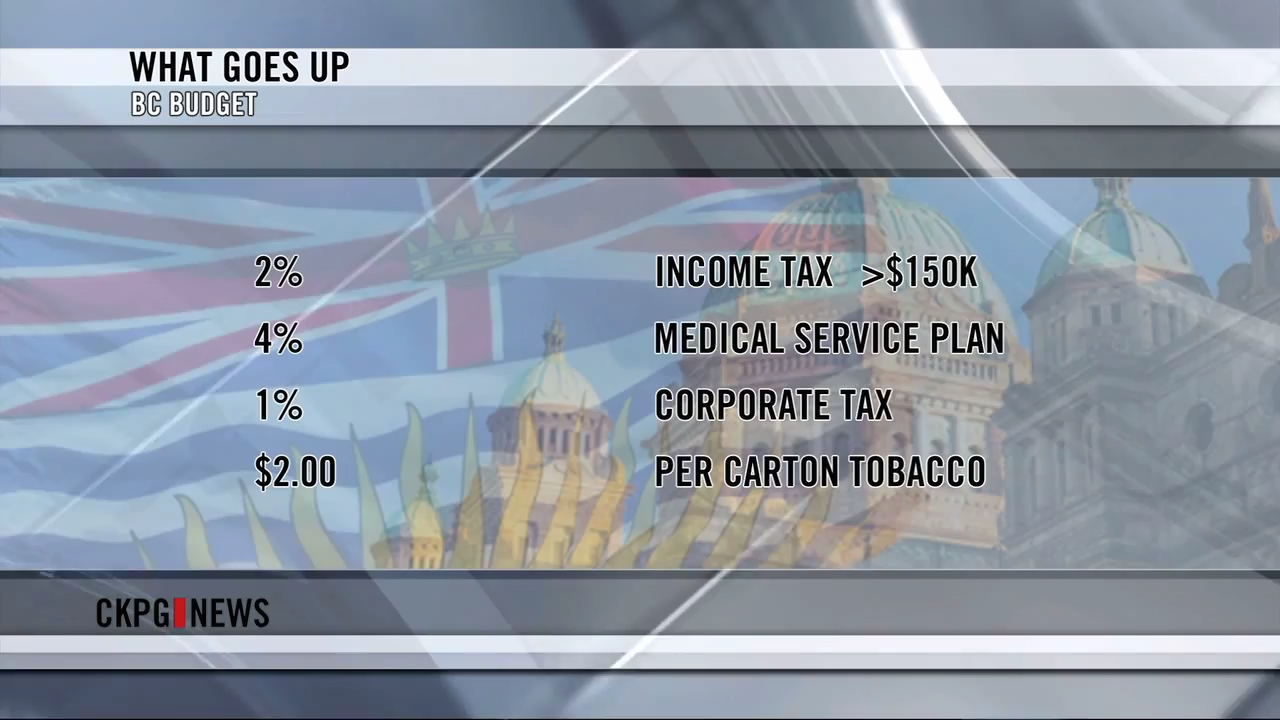 WHAT GOES UP
BC BUDGET
2% INCOME TAX >$150K
4% MEDICAL SERVICE PLAN
1% CORPORATE TAX
$2.00 PER CARTON TOBACCO
CKPG NEWS